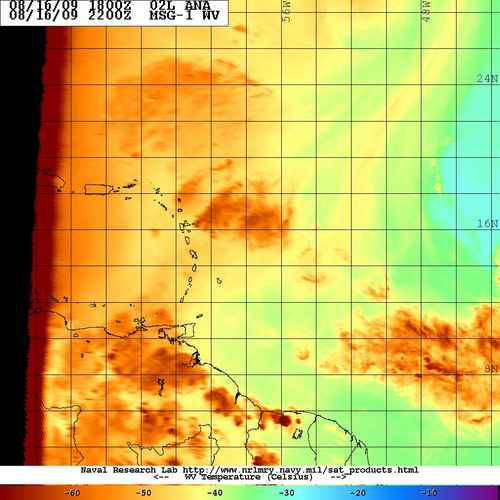 08/16/09 1800Z 02L ANA
08/16/09 2200Z MSG-1 WV
56W
48W
24N
16N
8N
Naval Research Lab http://www.nrlmry.navy.mil/sat_products.html
<-- WV Temperature (Celsius) -->
-60 -50 -40 -30 -20 -10